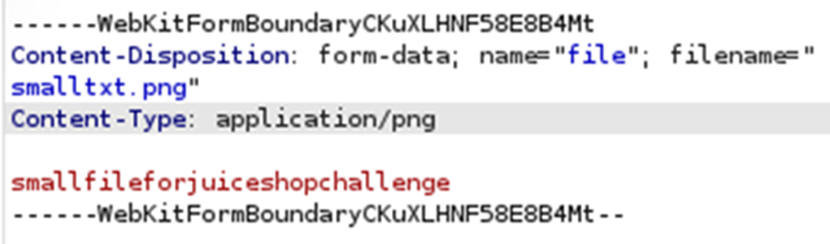 ------WebKitFormBoundaryCKuXLHNF58E8B4Mt
Content-Disposition: form-data; name="file"; filename="
smalltxt.png"
Content-Type: application/png
smallfileforjuiceshopchallenge
------WebKitFormBoundaryCKuXLHNF58E8B4Mt--